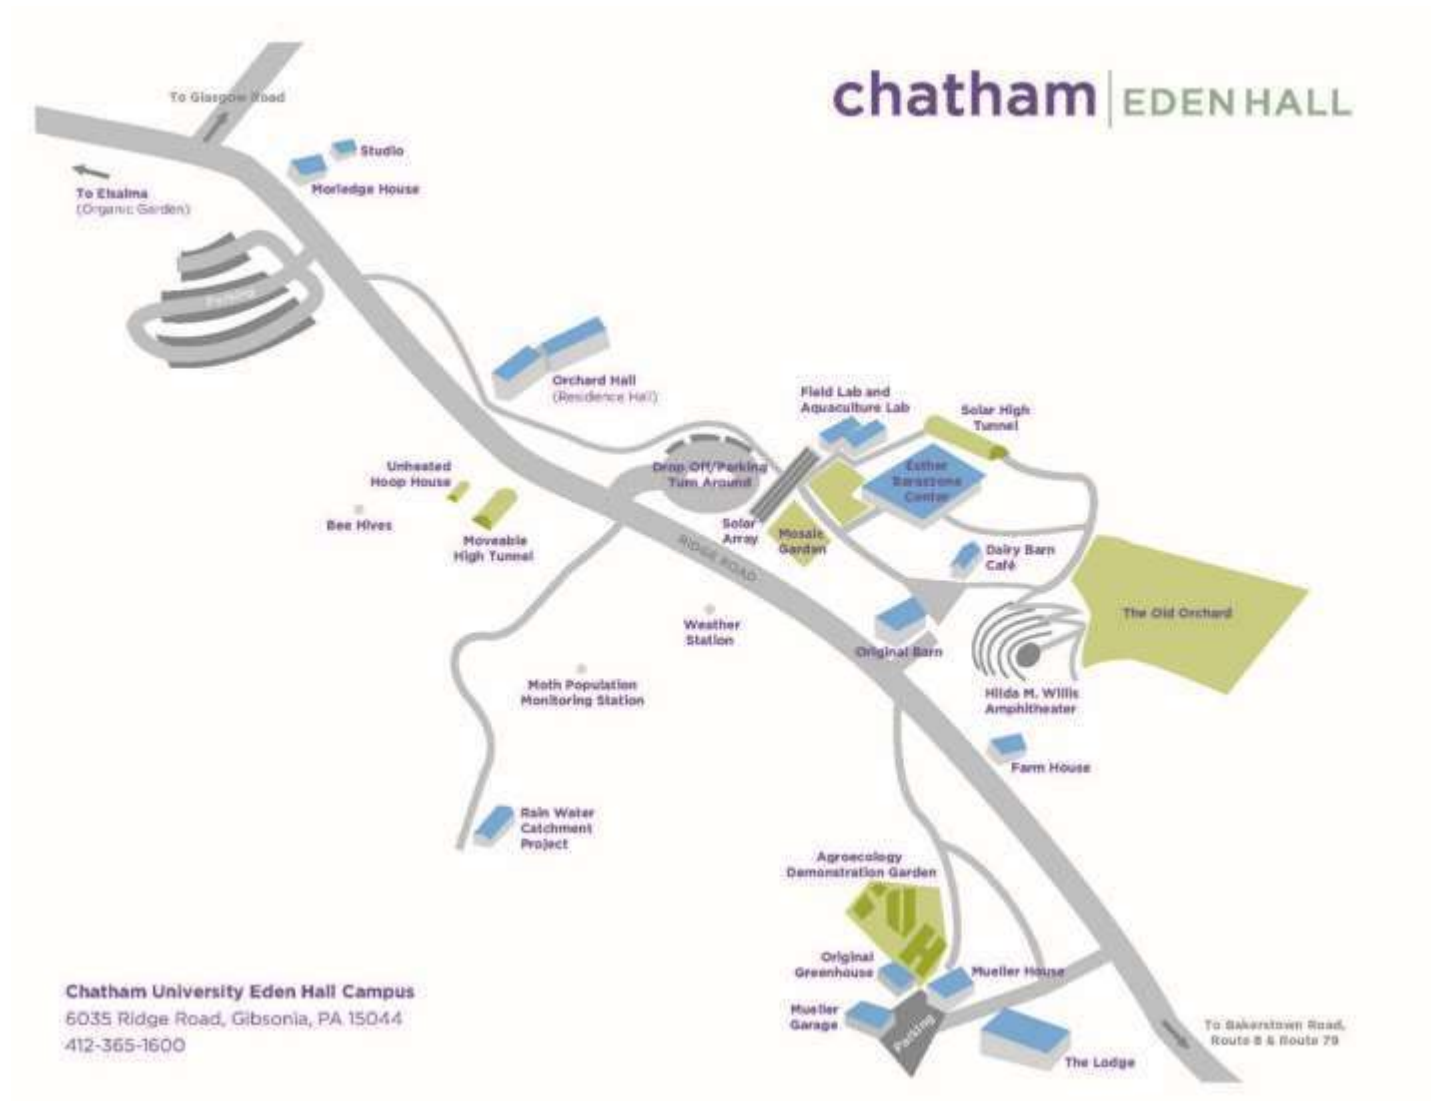 chatham | EDEN HALL
To Glasgow Road
Studio
Morledge House
To Elsalma
(Organic Garden)
Parking
Orchard Hall
(Residence Hall)
Field Lab and
Aquaculture Lab
Solar High
Tunnel
Unheated
Hoop House
Drop Off/Parking
Turn Around
Esther
Barazzone
Center
Bee Hives
Moveable
High Tunnel
Solar
Array
Mosaic
Garden
RIDGE ROAD
Dairy Barn
Café
The Old Orchard
Weather
Station
Original Barn
Moth Population
Monitoring Station
Hilda M. Willis
Amphitheater
Farm House
Rain Water
Catchment
Project
Agroecology
Demonstration Garden
Original
Greenhouse
Mueller House
Mueller
Garage
Parking
The Lodge
To Bakerstown Road,
Route 8 & Route 79
Chatham University Eden Hall Campus
6035 Ridge Road, Gibsonia, PA 15044
412-365-1600